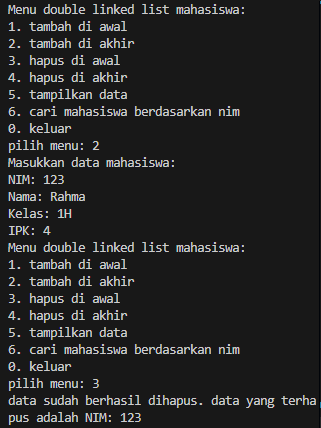 Menu double linked list mahasiswa:
1. tambah di awal
2. tambah di akhir
3. hapus di awal
4. hapus di akhir
5. tampilkan data
6. cari mahasiswa berdasarkan nim
0. keluar
pilih menu: 2
Masukkan data mahasiswa:
NIM: 123
Nama: Rahma
Kelas: 1H
IPK: 4
Menu double linked list mahasiswa:
1. tambah di awal
2. tambah di akhir
3. hapus di awal
4. hapus di akhir
5. tampilkan data
6. cari mahasiswa berdasarkan nim
0. keluar
pilih menu: 3
data sudah berhasil dihapus. data yang terha
pus adalah NIM: 123